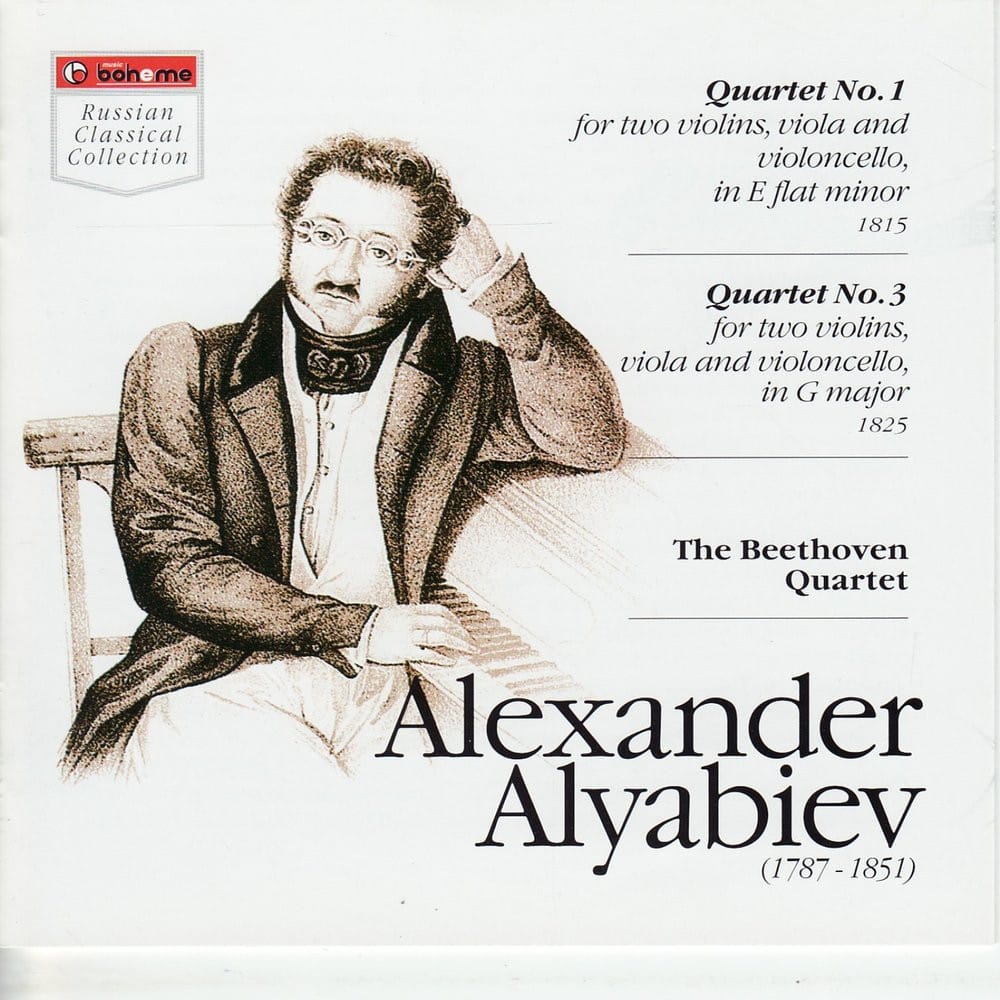 music
boheme
Russian
Classical
Collection
Quartet No. 1
for two violins, viola and
violoncello,
in E flat minor
1815
Quartet No. 3
for two violins,
viola and violoncello,
in G major
1825
The Beethoven
Quartet
Alexander
Alyabiev
(1787 - 1851)